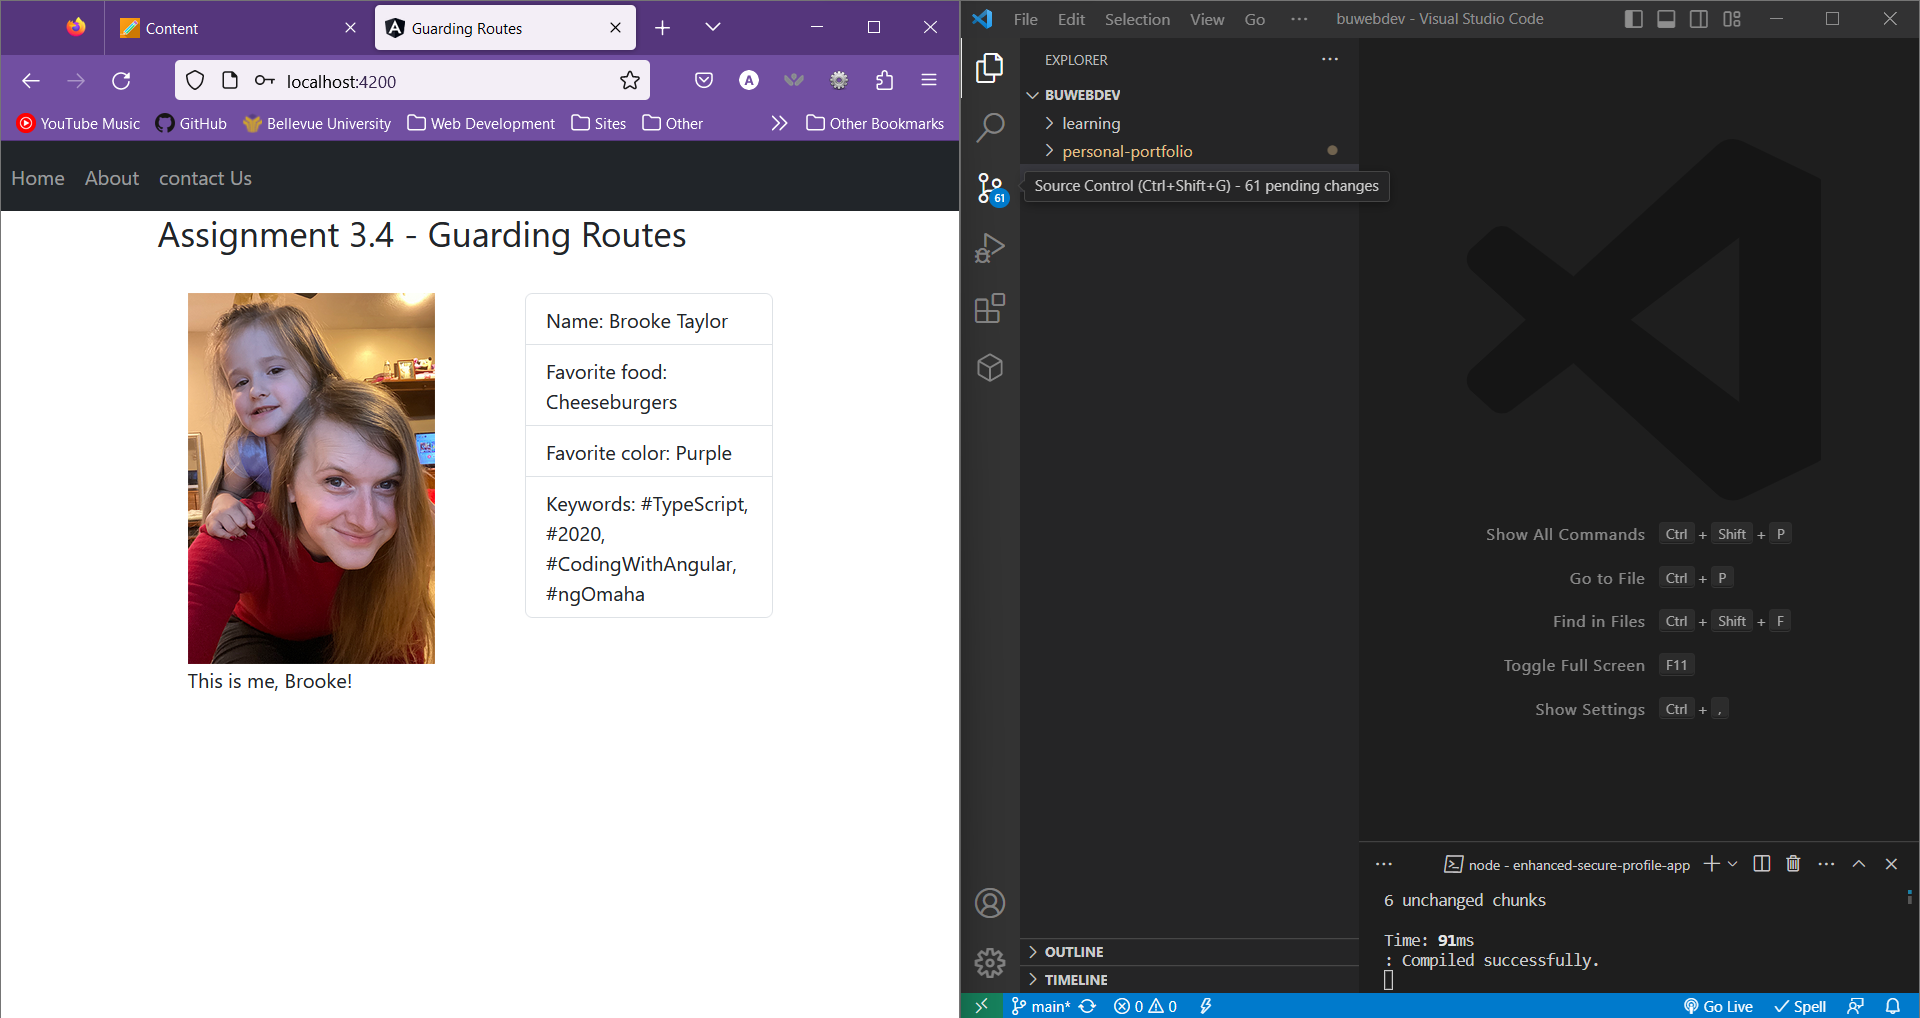 Content
Guarding Routes
localhost:4200
YouTube Music
GitHub
Bellevue University
Web Development
Sites
Other
Other Bookmarks
Home
About
contact Us
Assignment 3.4 - Guarding Routes
This is me, Brooke!
Name: Brooke Taylor
Favorite food:
Cheeseburgers
Favorite color: Purple
Keywords: #TypeScript,
#2020,
#CodingWithAngular,
#ngOmaha
File Edit Selection View Go ··· buwebdev - Visual Studio Code
EXPLORER
BUWEBDEV
learning
personal-portfolio
61
Source Control (Ctrl+Shift+G) - 61 pending changes
Show All Commands Ctrl + Shift + P
Go to File Ctrl + P
Find in Files Ctrl + Shift + F
Toggle Full Screen F11
Show Settings Ctrl + ,
node - enhanced-secure-profile-app
6 unchanged chunks
Time: 91ms
: Compiled successfully.
OUTLINE
TIMELINE
main* 0 0 Go Live Spell